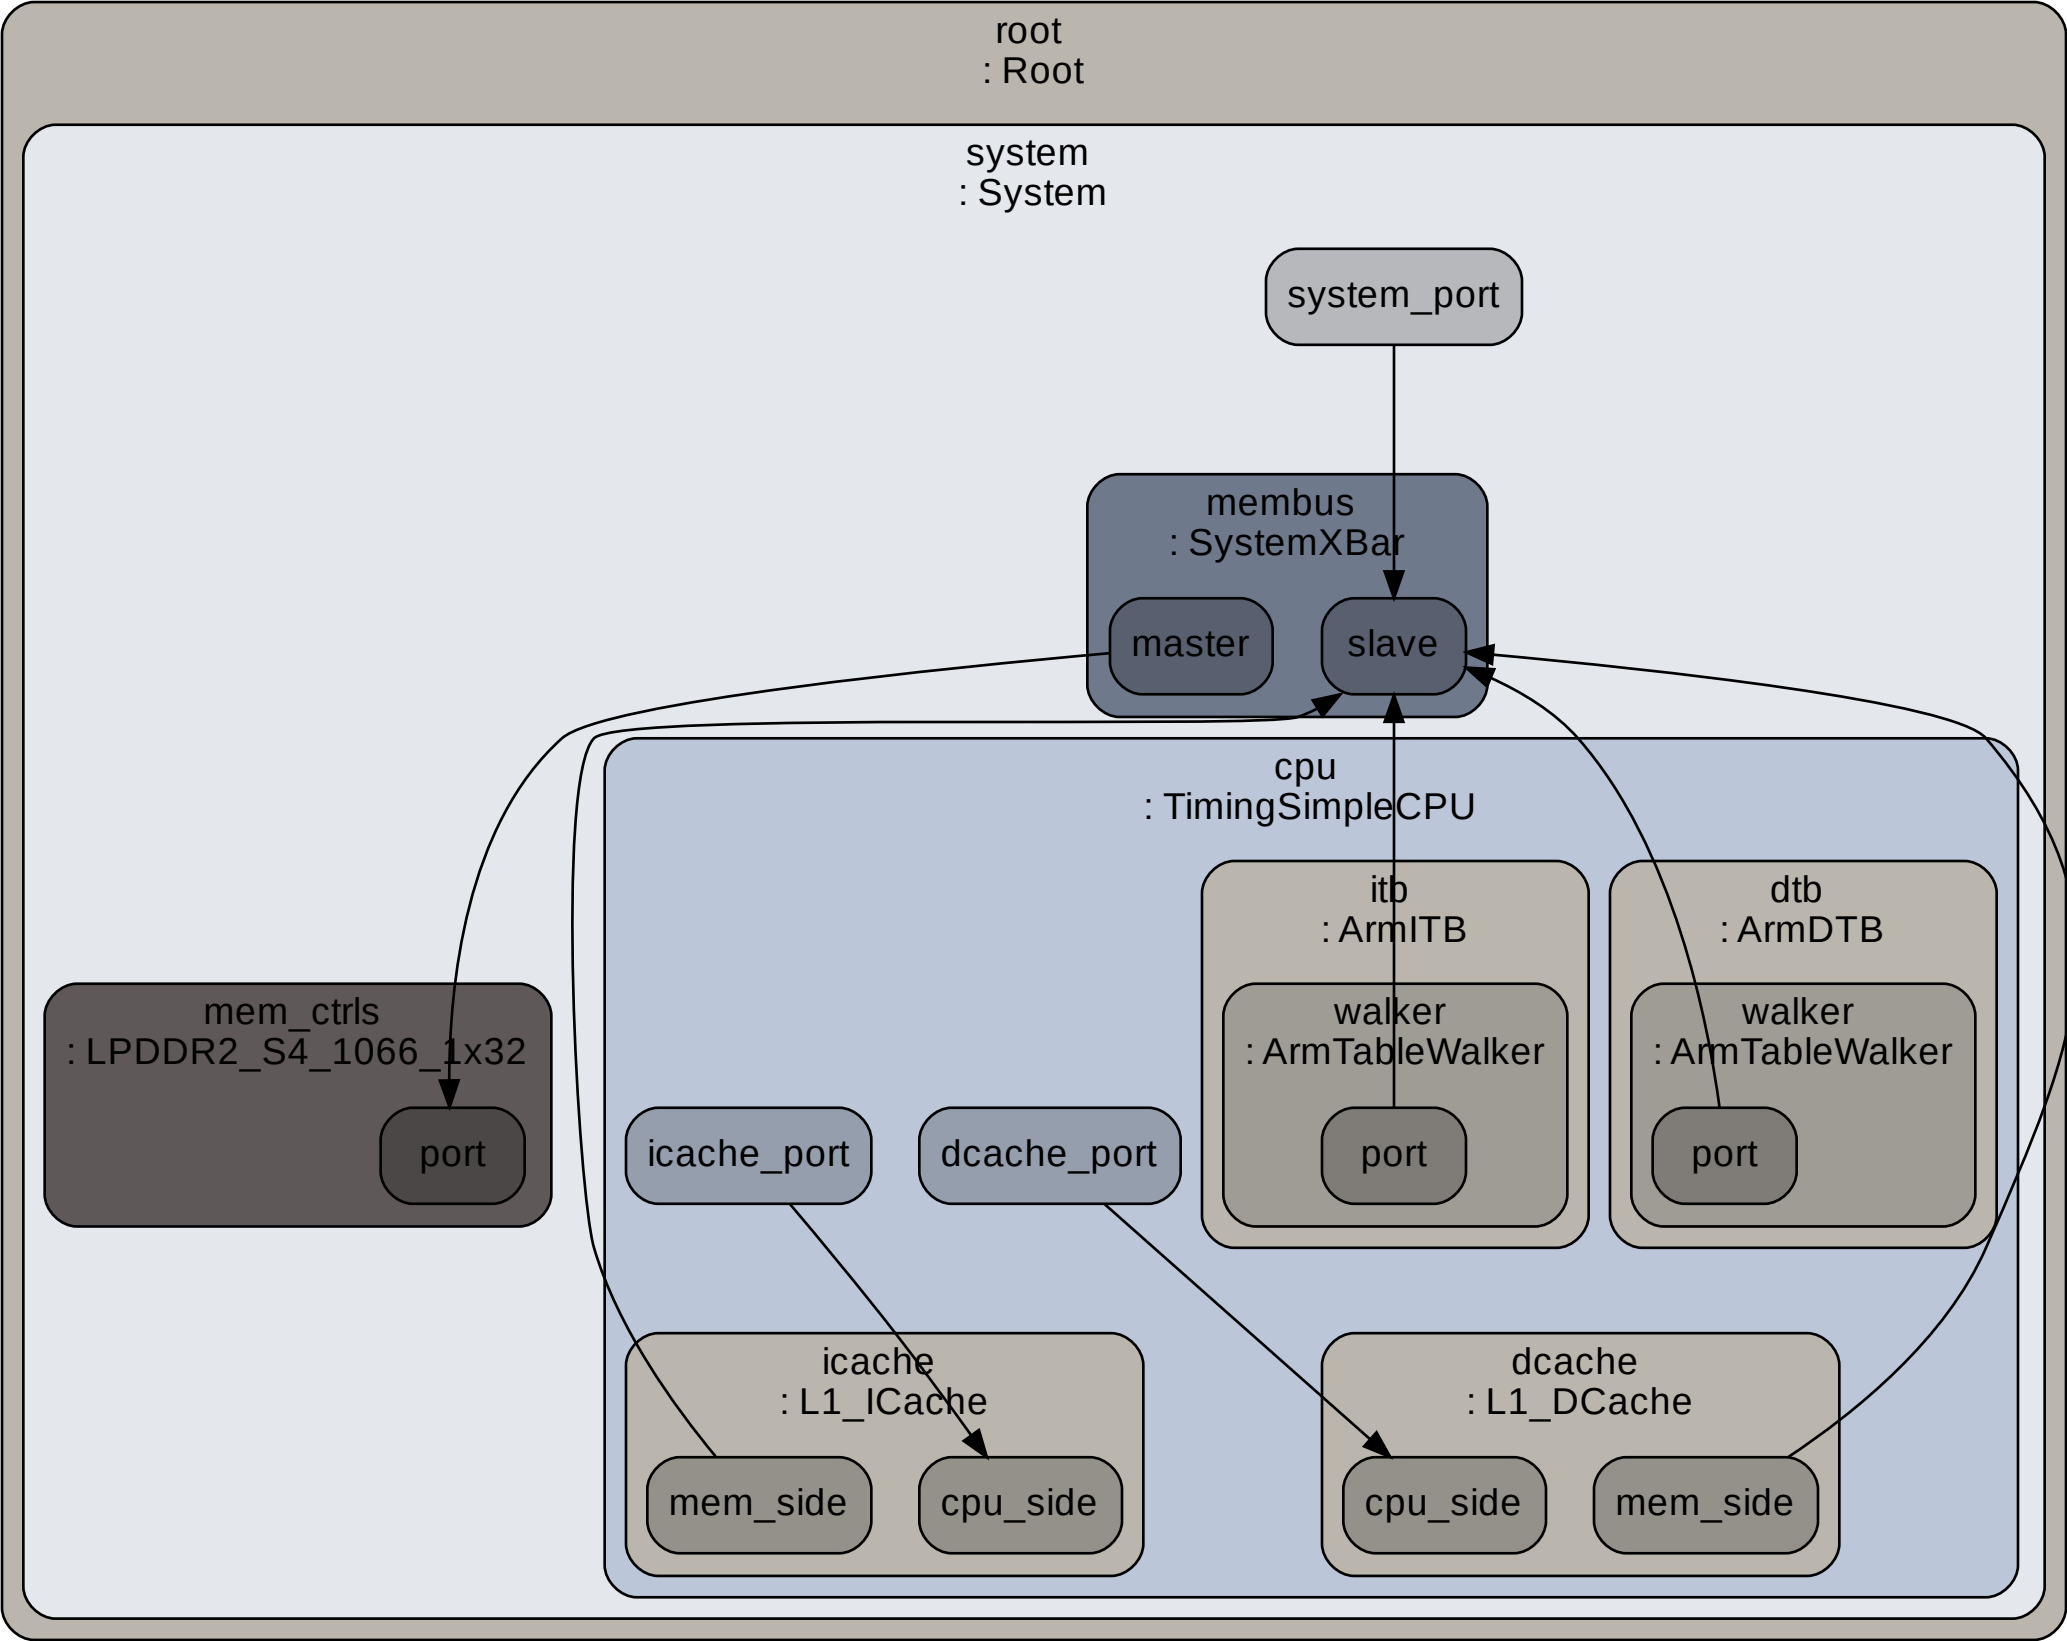 root
: Root
system
: System
system_port
membus
: SystemXBar
master
slave
cpu
: TimingSimpleCPU
itb
: ArmITB
dtb
: ArmDTB
mem_ctrls
: LPDDR2_S4_1066_1x32
walker
: ArmTableWalker
walker
: ArmTableWalker
port
icache_port
dcache_port
port
port
icache
: L1_ICache
dcache
: L1_DCache
mem_side
cpu_side
cpu_side
mem_side